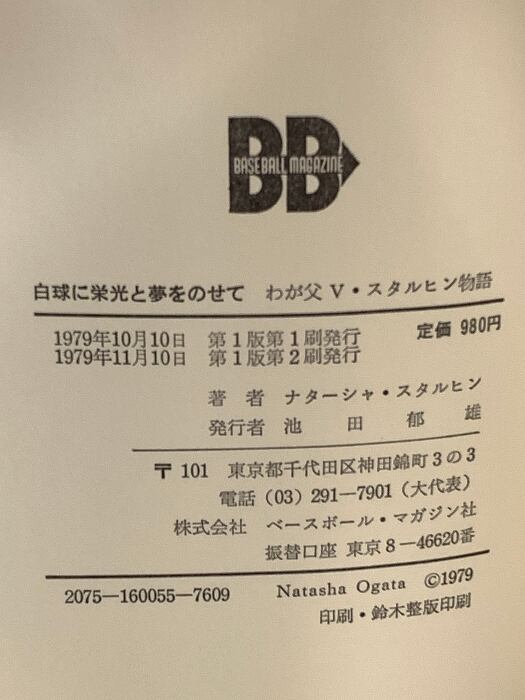 BB
BASEBALL MAGAZINE
白球に栄光と夢をのせて わが父 V・スタルヒン物語
定価 980円
1979年10月10日 第1版第1刷発行
1979年11月10日 第1版第2刷発行
著者 ナターシャ・スタルヒン
発行者 池田郁雄
〒101 東京都千代田区神田錦町3の3
電話 (03) 291—7901 (大代表)
株式会社 ベースボール・マガジン社
振替口座 東京8—46620番
2075—160055—7609 Natasha Ogata ©1979
印刷・鈴木整版印刷